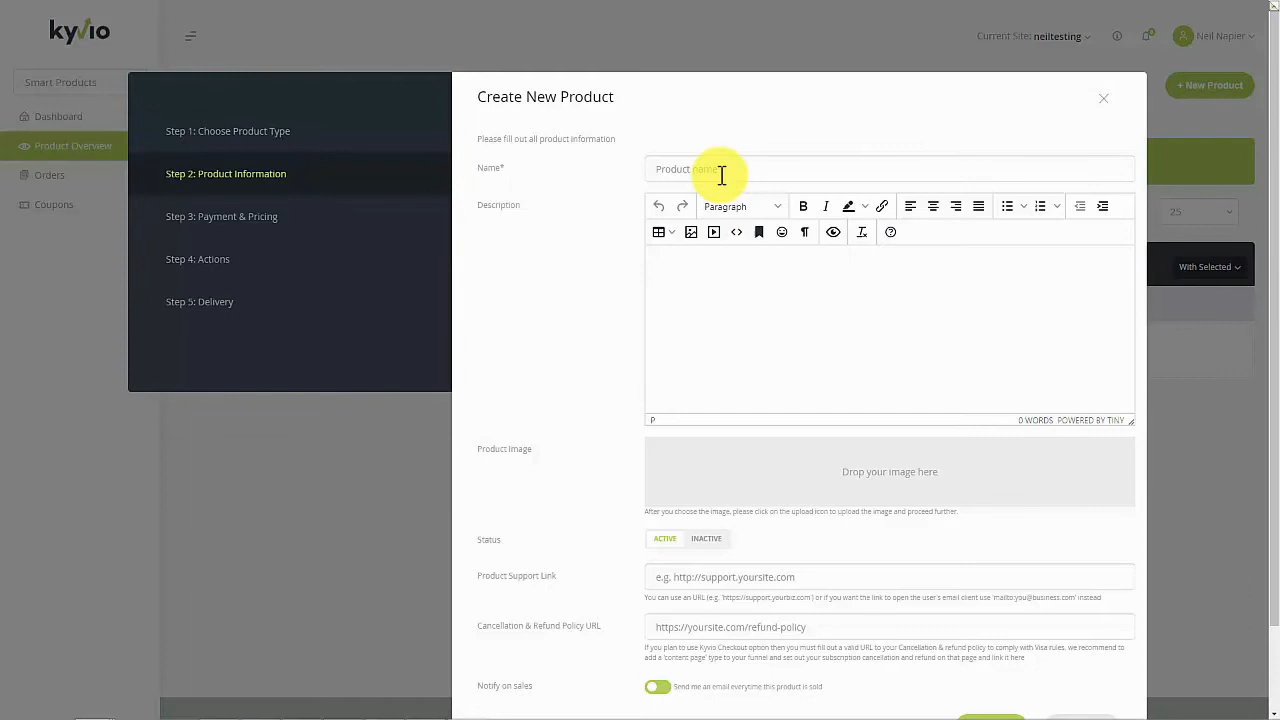 kyvio
Current Site: neiltesting
Neil Napier
Smart Products
+ New Product
Dashboard
Product Overview
Orders
Coupons
Step 1: Choose Product Type
Step 2: Product Information
Step 3: Payment & Pricing
Step 4: Actions
Step 5: Delivery
25
With Selected
Create New Product
Please fill out all product information
Name*
Product name
Description
Paragraph
P
0 WORDS POWERED BY TINY
Product Image
Drop your image here
After you choose the image, please click on the upload icon to upload the image and proceed further.
Status
ACTIVE INACTIVE
Product Support Link
e.g. http://support.yoursite.com
You can use an URL (e.g. 'https://support.yourbiz.com') or if you want the link to open the user's email client use 'mailto:you@business.com' instead
Cancellation & Refund Policy URL
https://yoursite.com/refund-policy
If you plan to use Kyvio Checkout option then you must fill out a valid URL to your Cancellation & refund policy to comply with Visa rules, we recommend to
add a 'content page' type to your funnel and set out your subscription cancellation and refund on that page and link it here
Notify on sales
Send me an email everytime this product is sold